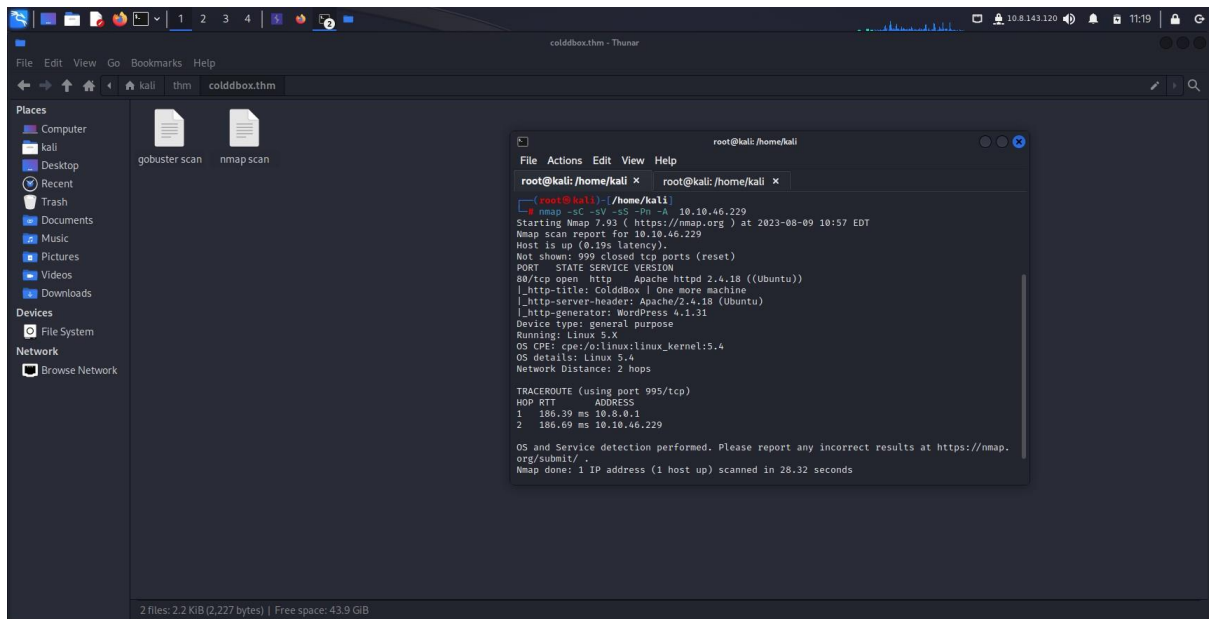 1 2 3 4
2
10.8.143.120
11:19
colddbox.thm - Thunar
File Edit View Go Bookmarks Help
kali thm colddbox.thm
Places
Computer
kali
Desktop
Recent
Trash
Documents
Music
Pictures
Videos
Downloads
Devices
File System
Network
Browse Network
gobuster scan
nmap scan
root@kali: /home/kali
File Actions Edit View Help
root@kali: /home/kali × root@kali: /home/kali ×
(root㉿kali)-[/home/kali]
# nmap -sC -sV -sS -Pn -A 10.10.46.229
Starting Nmap 7.93 ( https://nmap.org ) at 2023-08-09 10:57 EDT
Nmap scan report for 10.10.46.229
Host is up (0.19s latency).
Not shown: 999 closed tcp ports (reset)
PORT STATE SERVICE VERSION
80/tcp open http Apache httpd 2.4.18 ((Ubuntu))
|_http-title: ColddBox | One more machine
|_http-server-header: Apache/2.4.18 (Ubuntu)
|_http-generator: WordPress 4.1.31
Device type: general purpose
Running: Linux 5.X
OS CPE: cpe:/o:linux:linux_kernel:5.4
OS details: Linux 5.4
Network Distance: 2 hops
TRACEROUTE (using port 995/tcp)
HOP RTT ADDRESS
1 186.39 ms 10.8.0.1
2 186.69 ms 10.10.46.229
OS and Service detection performed. Please report any incorrect results at https://nmap.
org/submit/ .
Nmap done: 1 IP address (1 host up) scanned in 28.32 seconds
2 files: 2.2 KiB (2,227 bytes) | Free space: 43.9 GiB